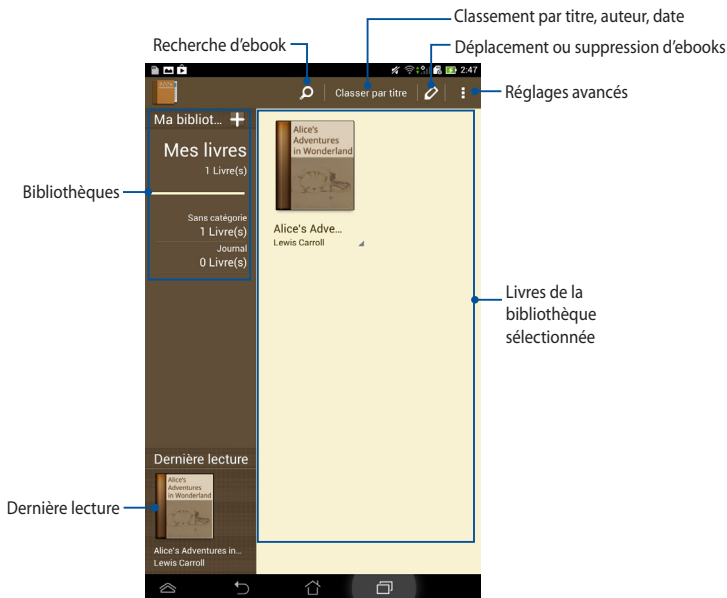 Classement par titre, auteur, date
Recherche d'ebook
Déplacement ou suppression d'ebooks
2:47
Classer par titre
Réglages avancés
Ma bibliot...
Mes livres
1 Livre(s)
Bibliothèques
Sans catégorie
1 Livre(s)
Journal
0 Livre(s)
Alice's
Adventures
in Wonderland
Alice's Adve...
Lewis Carroll
Livres de la
bibliothèque
sélectionnée
Dernière lecture
Alice's
Adventures
in Wonderland
Dernière lecture
Alice's Adventures in...
Lewis Carroll